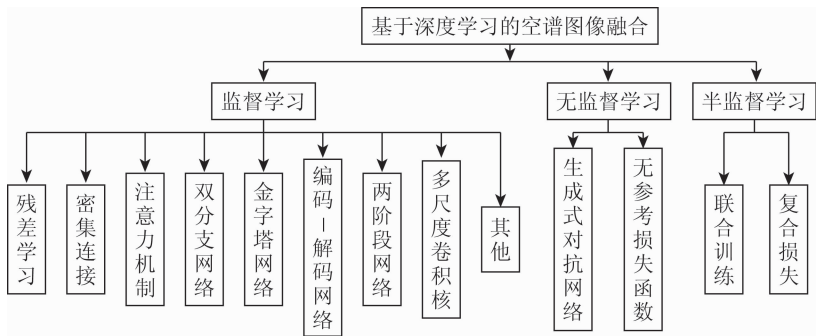 基于深度学习的空谱图像融合
监督学习
无监督学习
半监督学习
残差学习
密集连接
注意力机制
双分支网络
金字塔网络
编码-解码网络
两阶段网络
多尺度卷积核
其他
生成式对抗网络
无参考损失函数
联合训练
复合损失